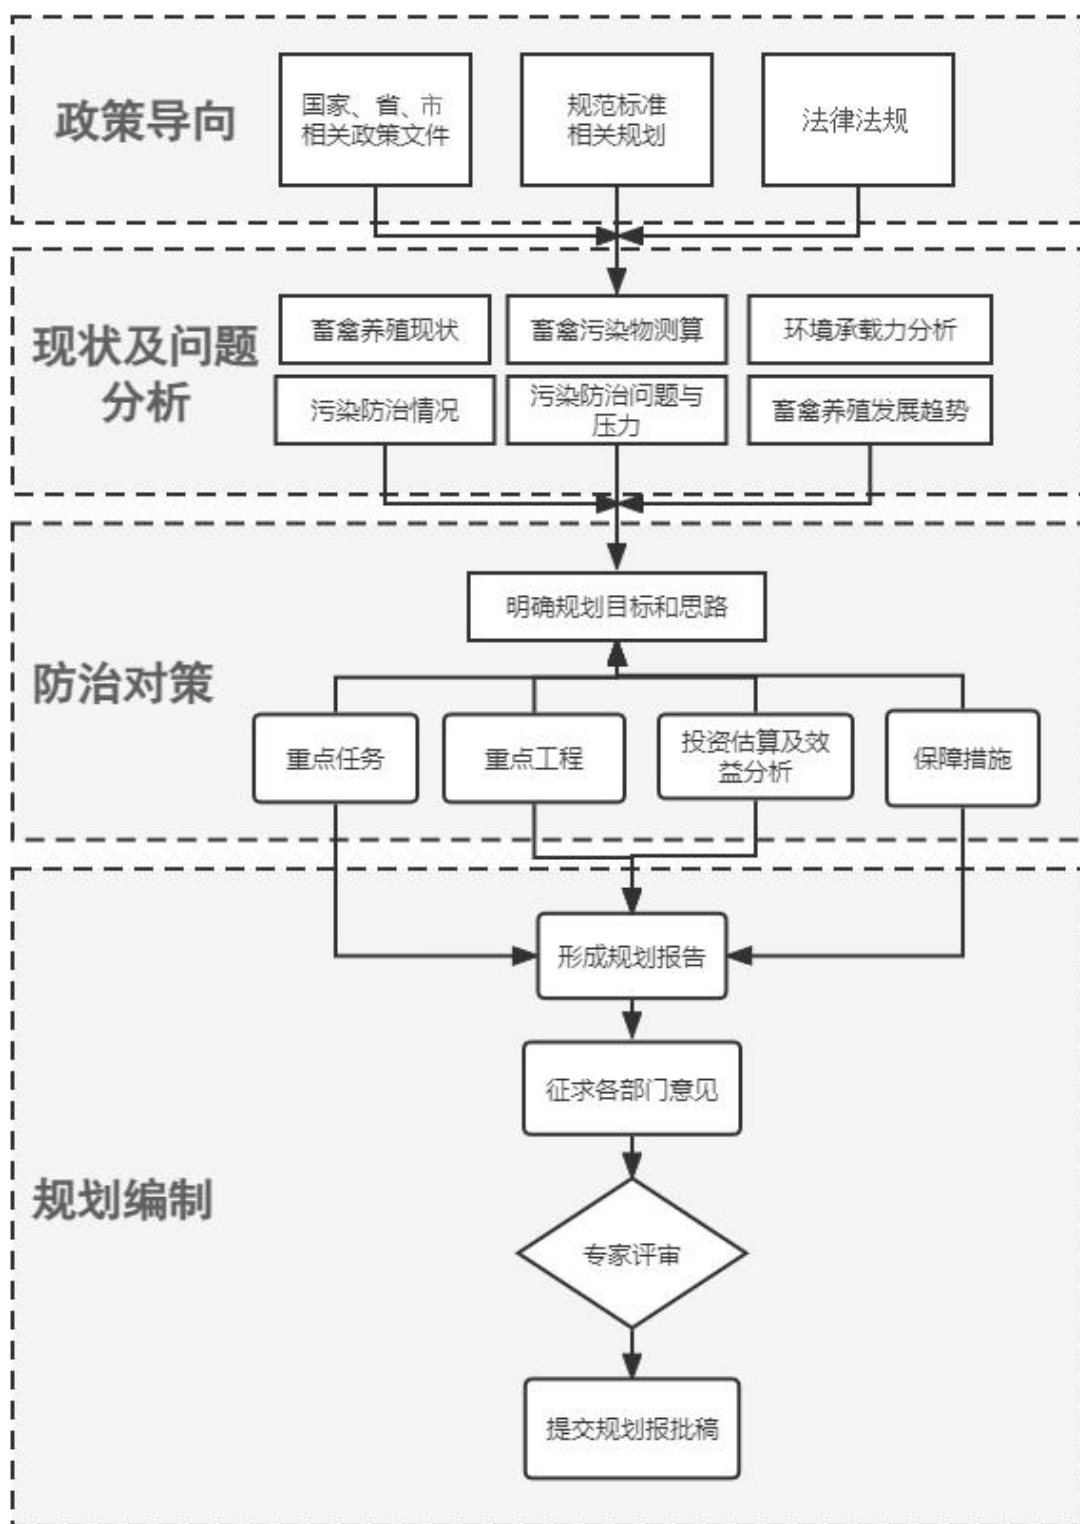 政策导向
国家、省、市
相关政策文件
规范标准
相关规划
法律法规
现状及问题
分析
畜禽养殖现状
畜禽污染物测算
环境承载力分析
污染防治情况
污染防治问题与
压力
畜禽养殖发展趋势
防治对策
明确规划目标和思路
重点任务
重点工程
投资估算及效
益分析
保障措施
规划编制
形成规划报告
征求各部门意见
专家评审
提交规划报批稿